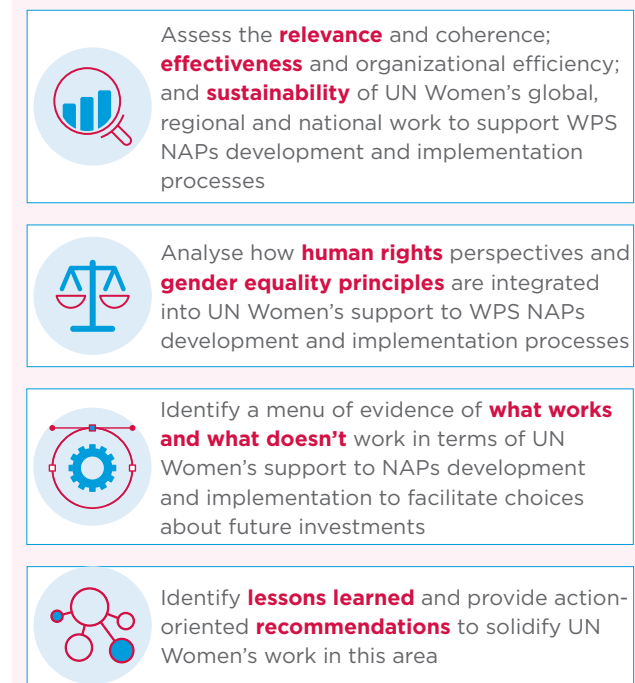 Assess the relevance and coherence;
effectiveness and organizational efficiency;
and sustainability of UN Women’s global,
regional and national work to support WPS
NAPs development and implementation
processes
Analyse how human rights perspectives and
gender equality principles are integrated
into UN Women’s support to WPS NAPs
development and implementation processes
Identify a menu of evidence of what works
and what doesn’t work in terms of UN
Women’s support to NAPs development
and implementation to facilitate choices
about future investments
Identify lessons learned and provide action-
oriented recommendations to solidify UN
Women’s work in this area